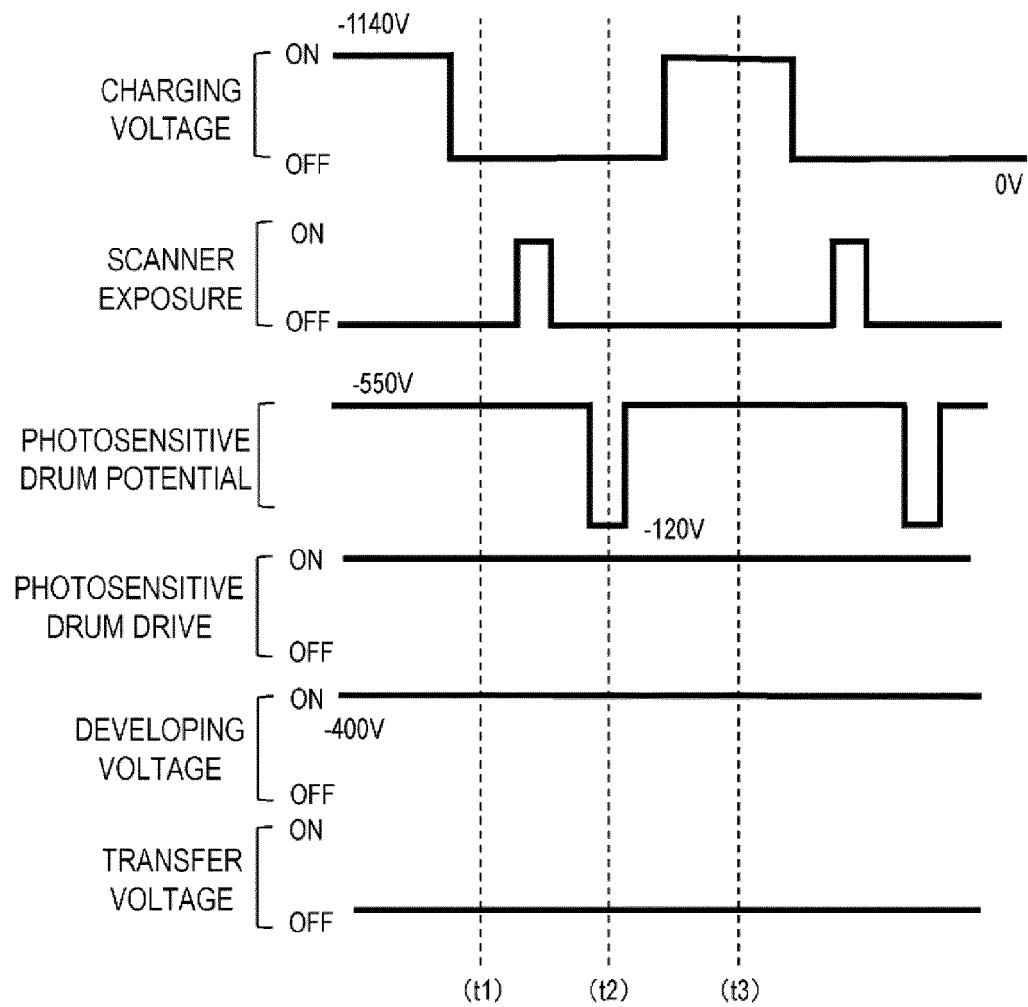 -1140V
ON
CHARGING
VOLTAGE
OFF
0V
ON
SCANNER
EXPOSURE
OFF
-550V
PHOTOSENSITIVE
DRUM POTENTIAL
-120V
ON
PHOTOSENSITIVE
DRUM DRIVE
OFF
ON
-400V
DEVELOPING
VOLTAGE
OFF
ON
TRANSFER
VOLTAGE
OFF
(t1) (t2) (t3)